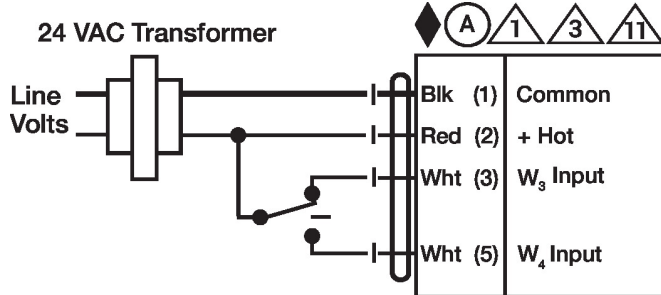 24 VAC Transformer
A 1 3 11
Line
Volts
Blk (1) Common
Red (2) + Hot
Wht (3) W₃ Input
Wht (5) W₄ Input